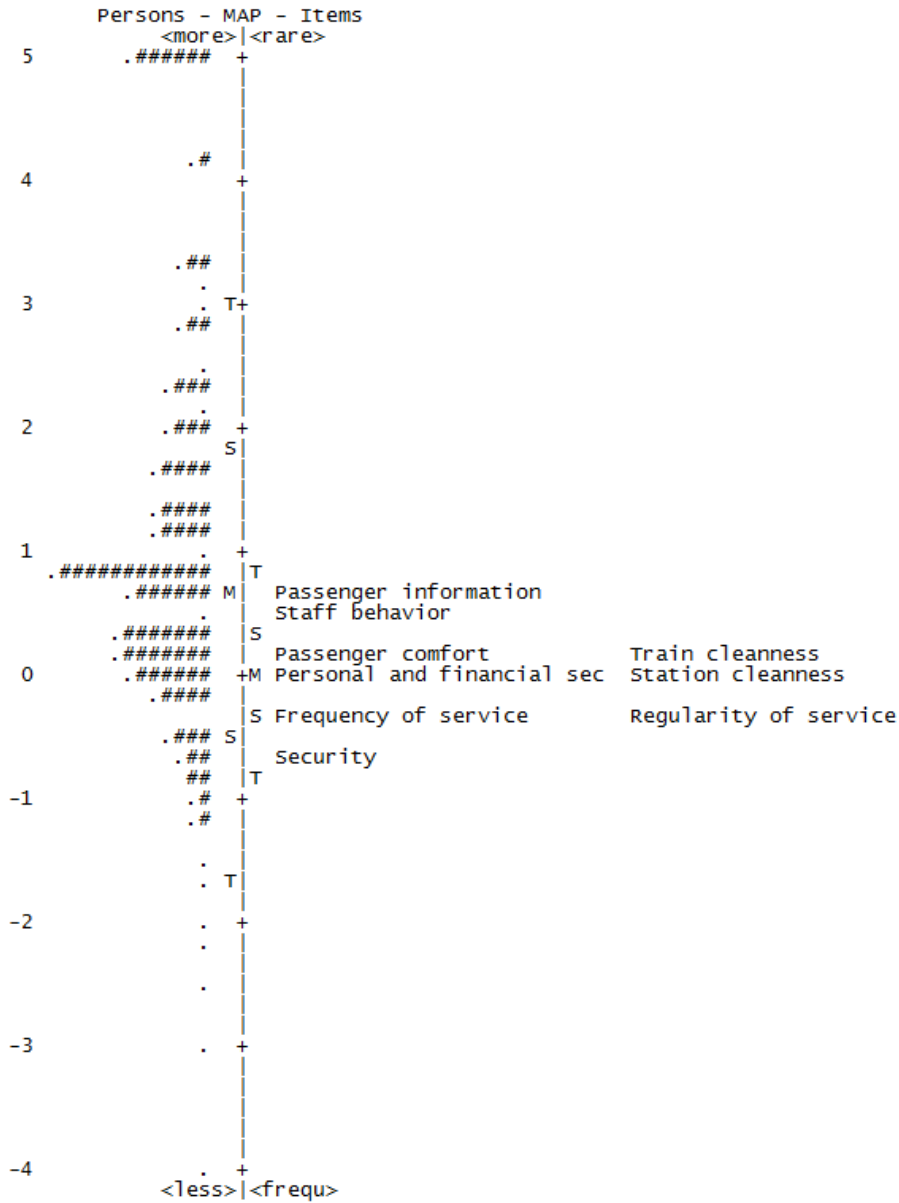 Persons - MAP - Items
<more>|<rare>
5 .###### +
|
|
|
|
.# |
4 +
|
|
|
.## |
. |
3 . T+
.## |
|
. |
.### |
. |
2 .### +
S|
.#### |
|
.#### |
.#### |
1 . +
.############ |T
.###### M| Passenger information
. | Staff behavior
.####### |S
.####### | Passenger comfort Train cleanness
0 .###### +M Personal and financial sec Station cleanness
.#### |
|S Frequency of service Regularity of service
.### S|
.## | Security
## |T
-1 .# +
.# |
|
. |
. T|
|
-2 . +
. |
|
. |
|
|
-3 . +
|
|
|
|
|
-4 . +
<less>|<frequ>